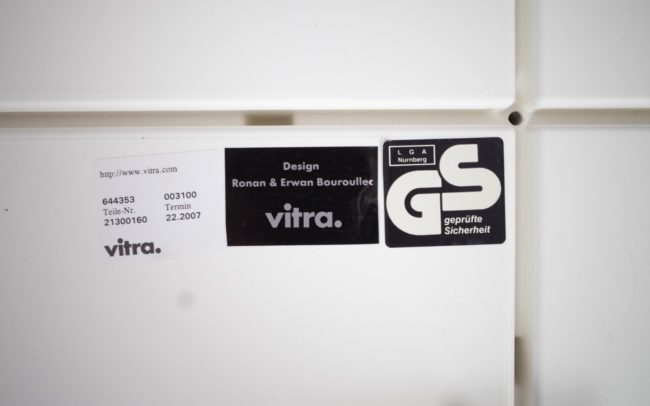 http://www.vitra.com
644353 003100
Teile-Nr. Termin
21300160 22.2007
vitra.
Design
Ronan & Erwan Bouroullec
vitra.
L G A
Nurnberg
GS
geprüfte
Sicherheit